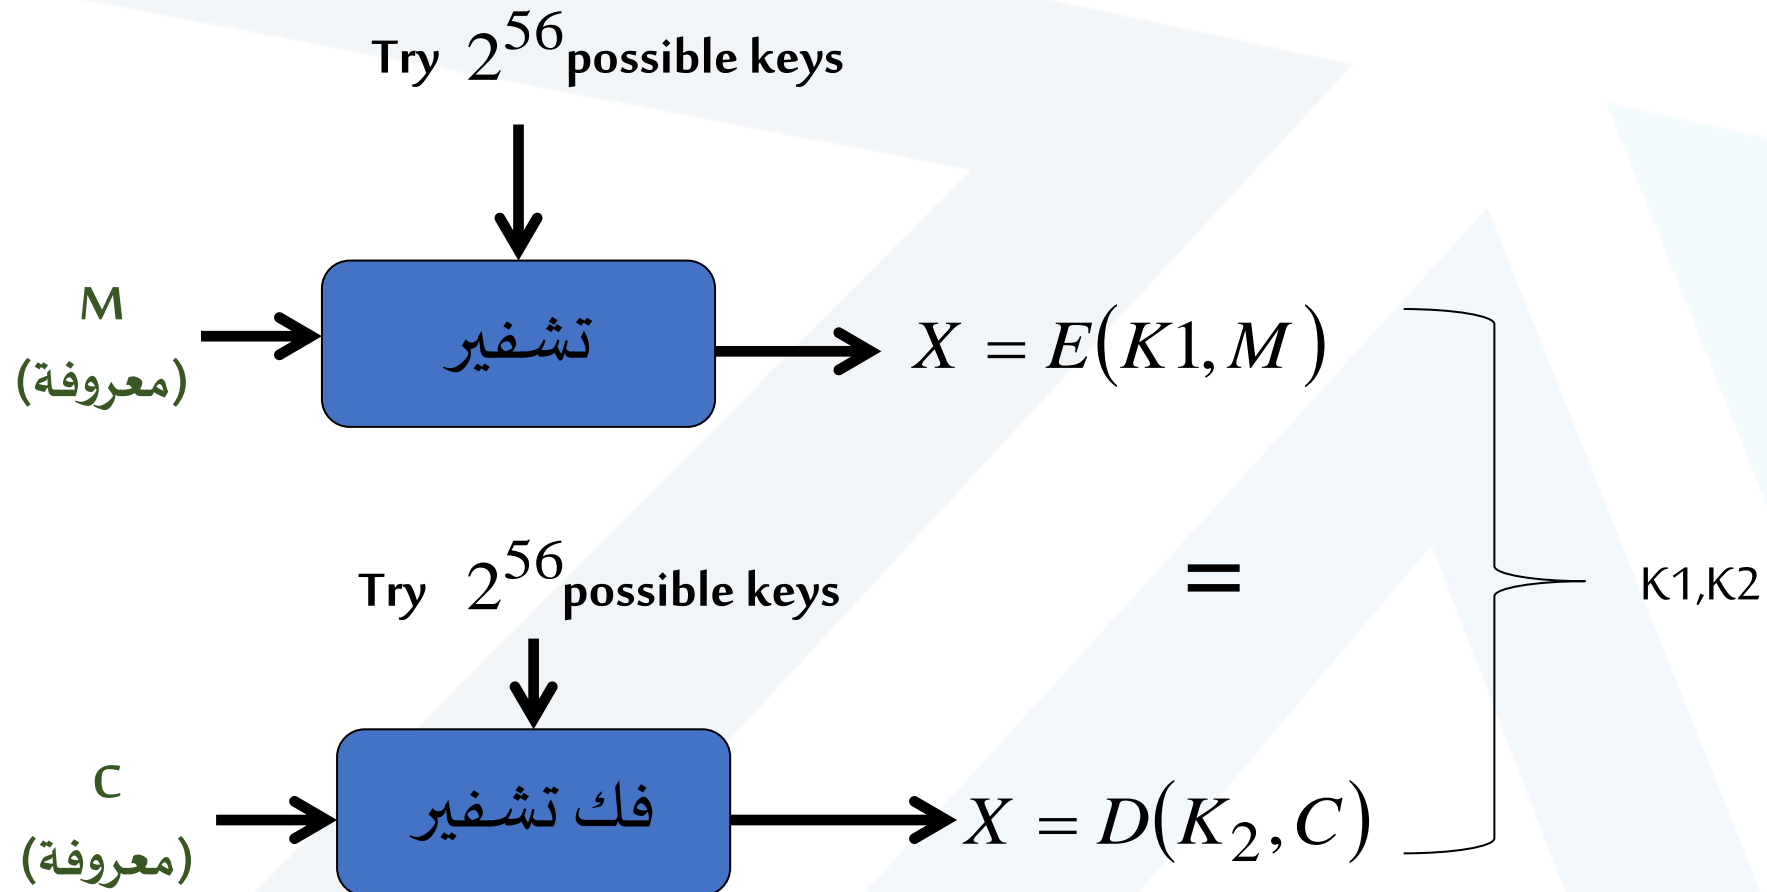 Try 2^56 possible keys
M
(معروفة)
تشفير
X = E(K1, M)
Try 2^56 possible keys
=
K1,K2
C
(معروفة)
فك تشفير
X = D(K₂, C)